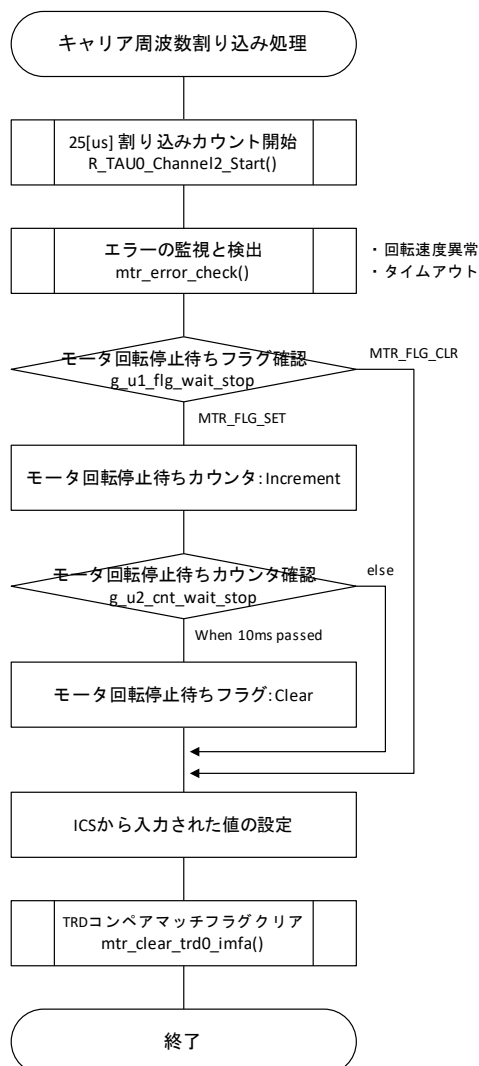 キャリア周波数割り込み処理
25[us] 割り込みカウント開始
R_TAU0_Channel2_Start()
エラーの監視と検出
mtr_error_check()
・回転速度異常
・タイムアウト
モータ回転停止待ちフラグ確認
g_u1_flg_wait_stop
MTR_FLG_CLR
MTR_FLG_SET
モータ回転停止待ちカウンタ:Increment
モータ回転停止待ちカウンタ確認
g_u2_cnt_wait_stop
else
When 10ms passed
モータ回転停止待ちフラグ:Clear
ICSから入力された値の設定
TRDコンペアマッチフラグクリア
mtr_clear_trd0_imfa()
終了